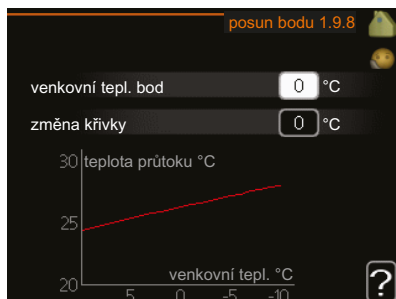 posun bodu 1.9.8
venkovní tepl. bod 0 °C
změna křivky 0 °C
30 teplota průtoku °C
25
venkovní tepl. °C
20
5 0 -5 -10
?